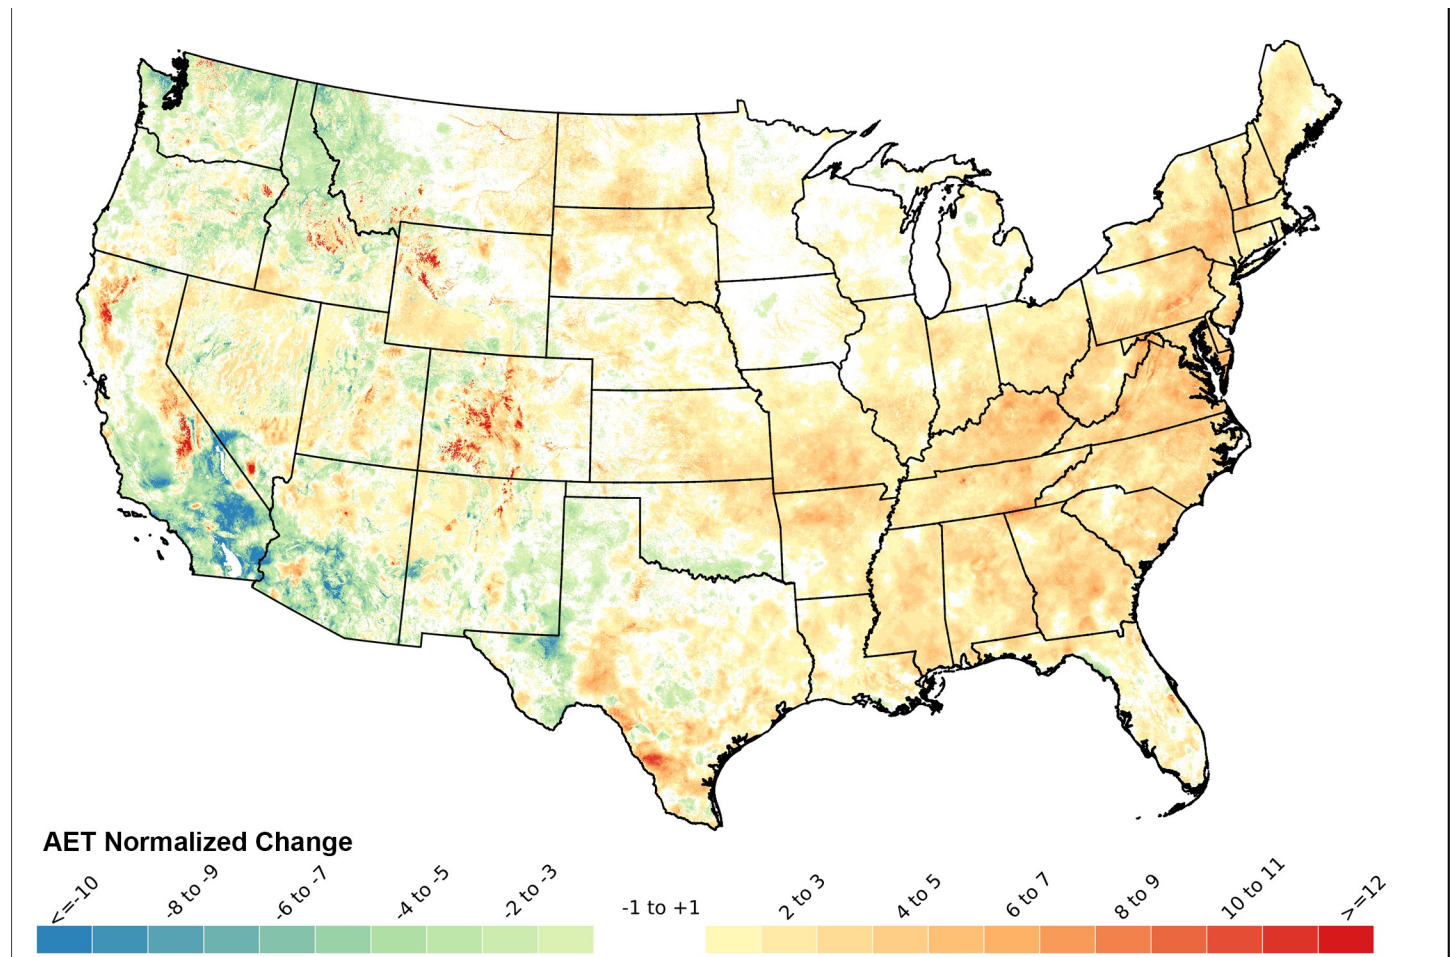 AET Normalized Change
<=-10
-8 to -9
-6 to -7
-4 to -5
-2 to -3
-1 to +1
2 to 3
4 to 5
6 to 7
8 to 9
10 to 11
>=12